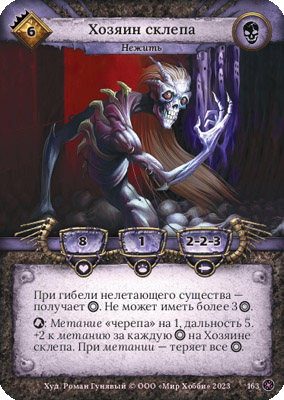 6
Хозяин склепа
Нежить
8
1
2-2-3
При гибели нелетающего существа —
получает . Не может иметь более 3 .
: Метание «черепа» на 1, дальность 5.
+2 к метанию за каждую на Хозяине
склепа. При метании — теряет все .
Худ. Роман Гунявый © ООО «Мир Хобби» 2023
163